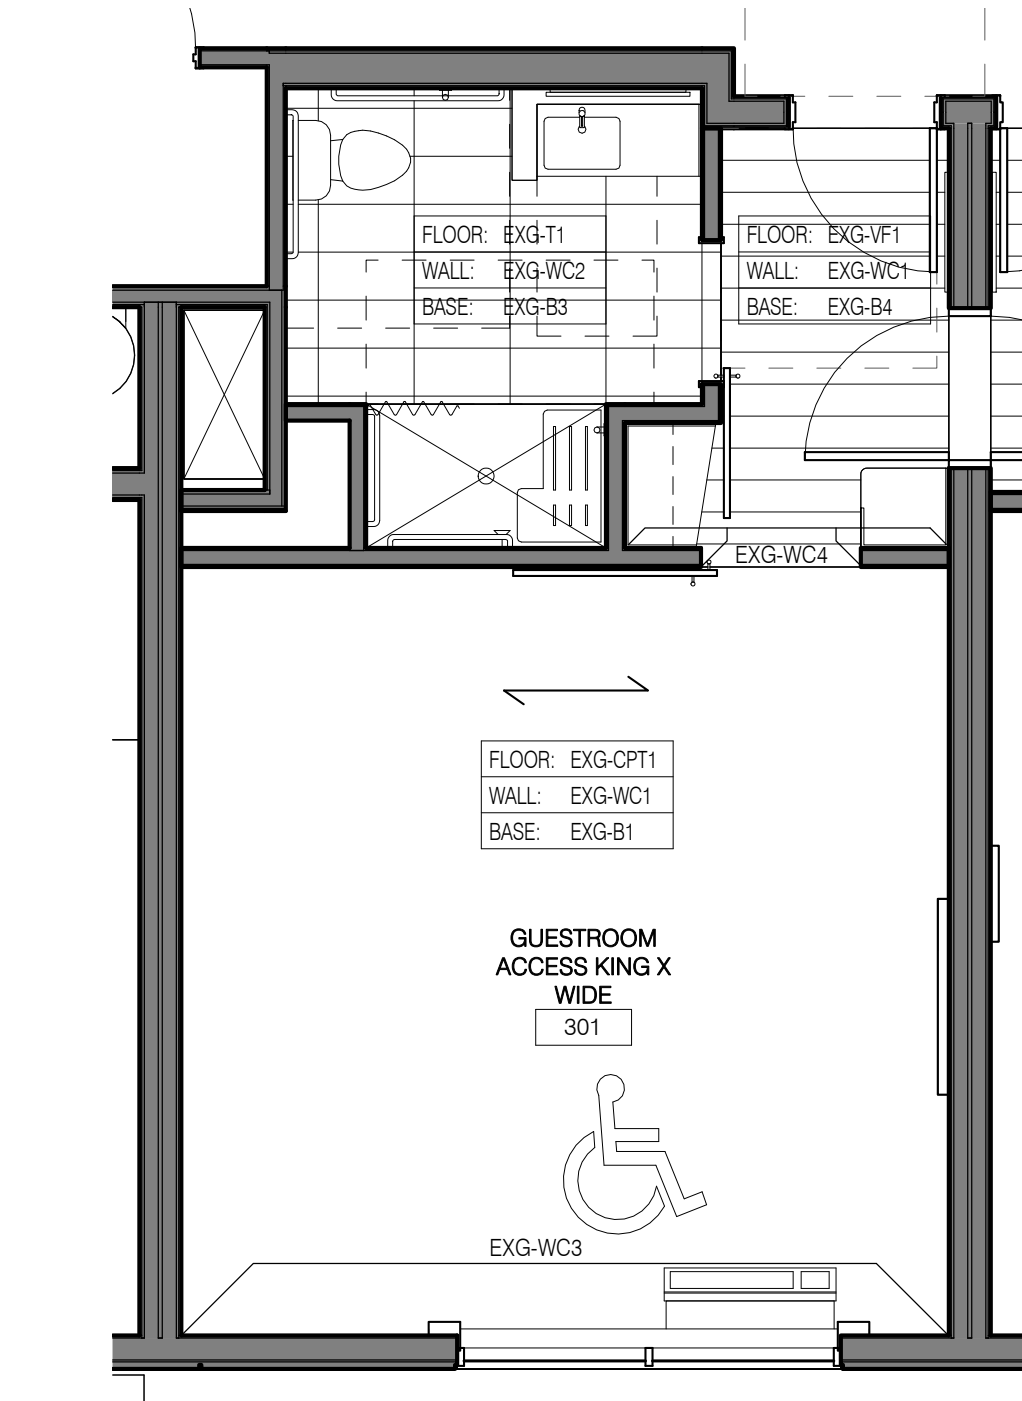 FLOOR: EXG-T1
WALL: EXG-WC2
BASE: EXG-B3
FLOOR: EXG-VF1
WALL: EXG-WC1
BASE: EXG-B4
EXG-WC4
FLOOR: EXG-CPT1
WALL: EXG-WC1
BASE: EXG-B1
GUESTROOM
ACCESS KING X
WIDE
301
EXG-WC3